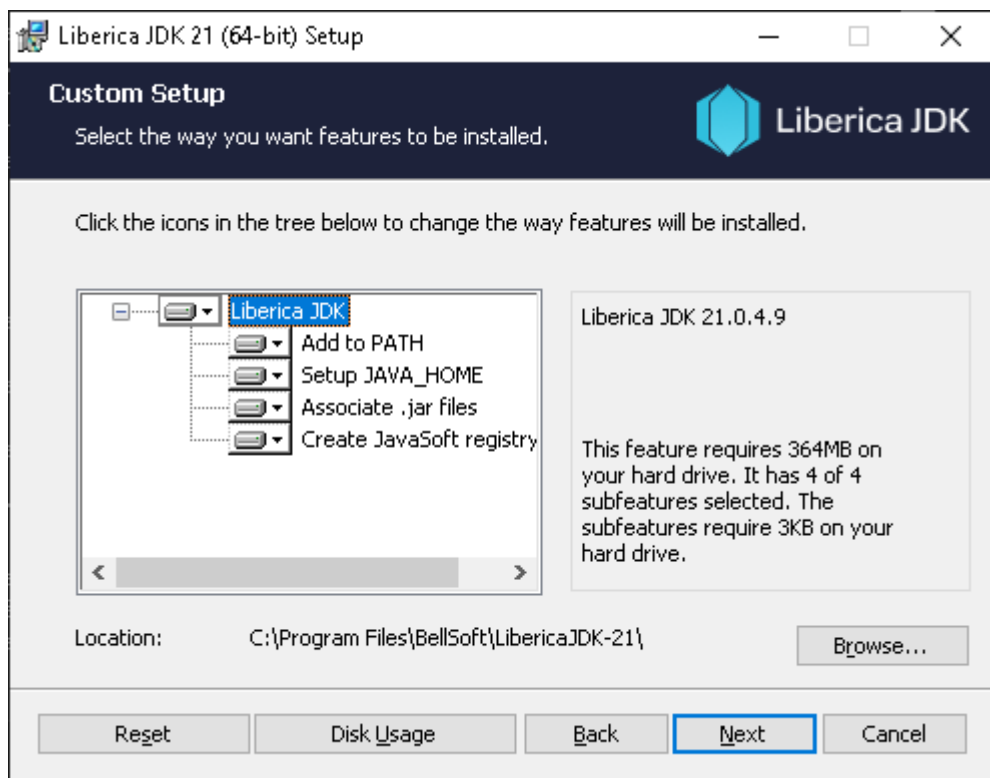 Liberica JDK 21 (64-bit) Setup
Custom Setup
Select the way you want features to be installed.
Liberica JDK
Click the icons in the tree below to change the way features will be installed.
Liberica JDK
Add to PATH
Setup JAVA_HOME
Associate .jar files
Create JavaSoft registry
Liberica JDK 21.0.4.9
This feature requires 364MB on
your hard drive. It has 4 of 4
subfeatures selected. The
subfeatures require 3KB on your
hard drive.
Location: C:\Program Files\BellSoft\LibericaJDK-21\
Browse...
Reset Disk Usage Back Next Cancel